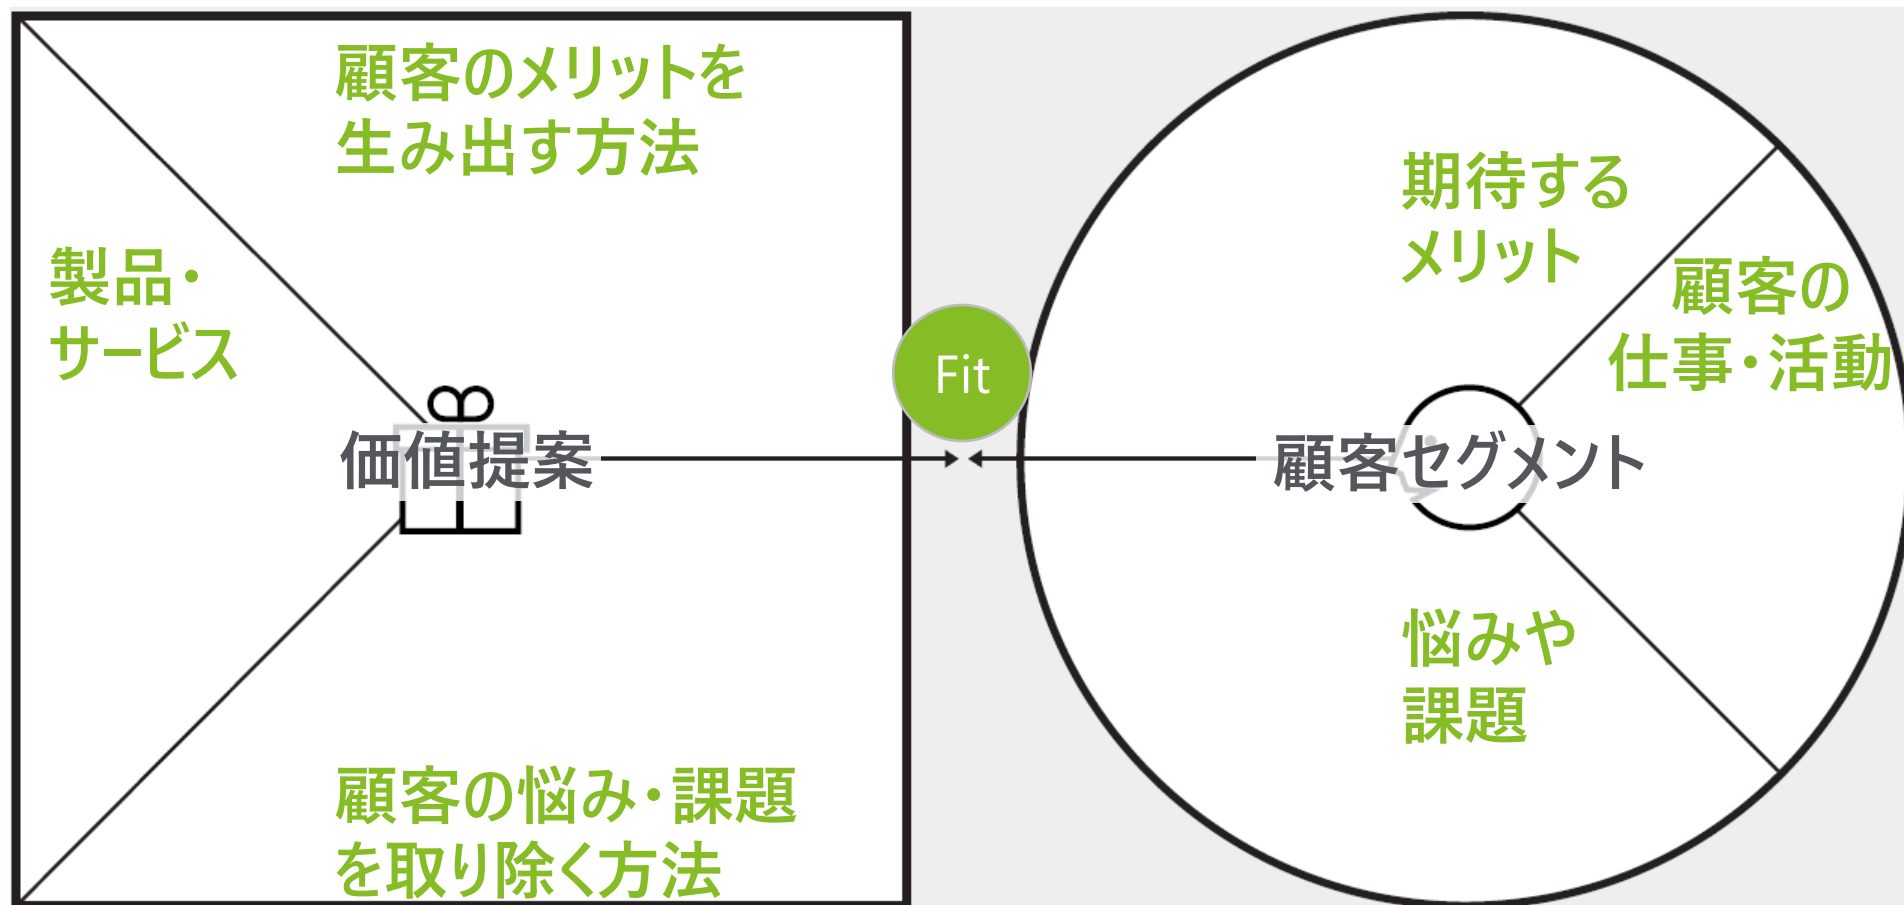 顧客のメリットを
生み出す方法
製品・
サービス
価値提案
顧客の悩み・課題
を取り除く方法
Fit
期待する
メリット
顧客の
仕事・活動
顧客セグメント
悩みや
課題